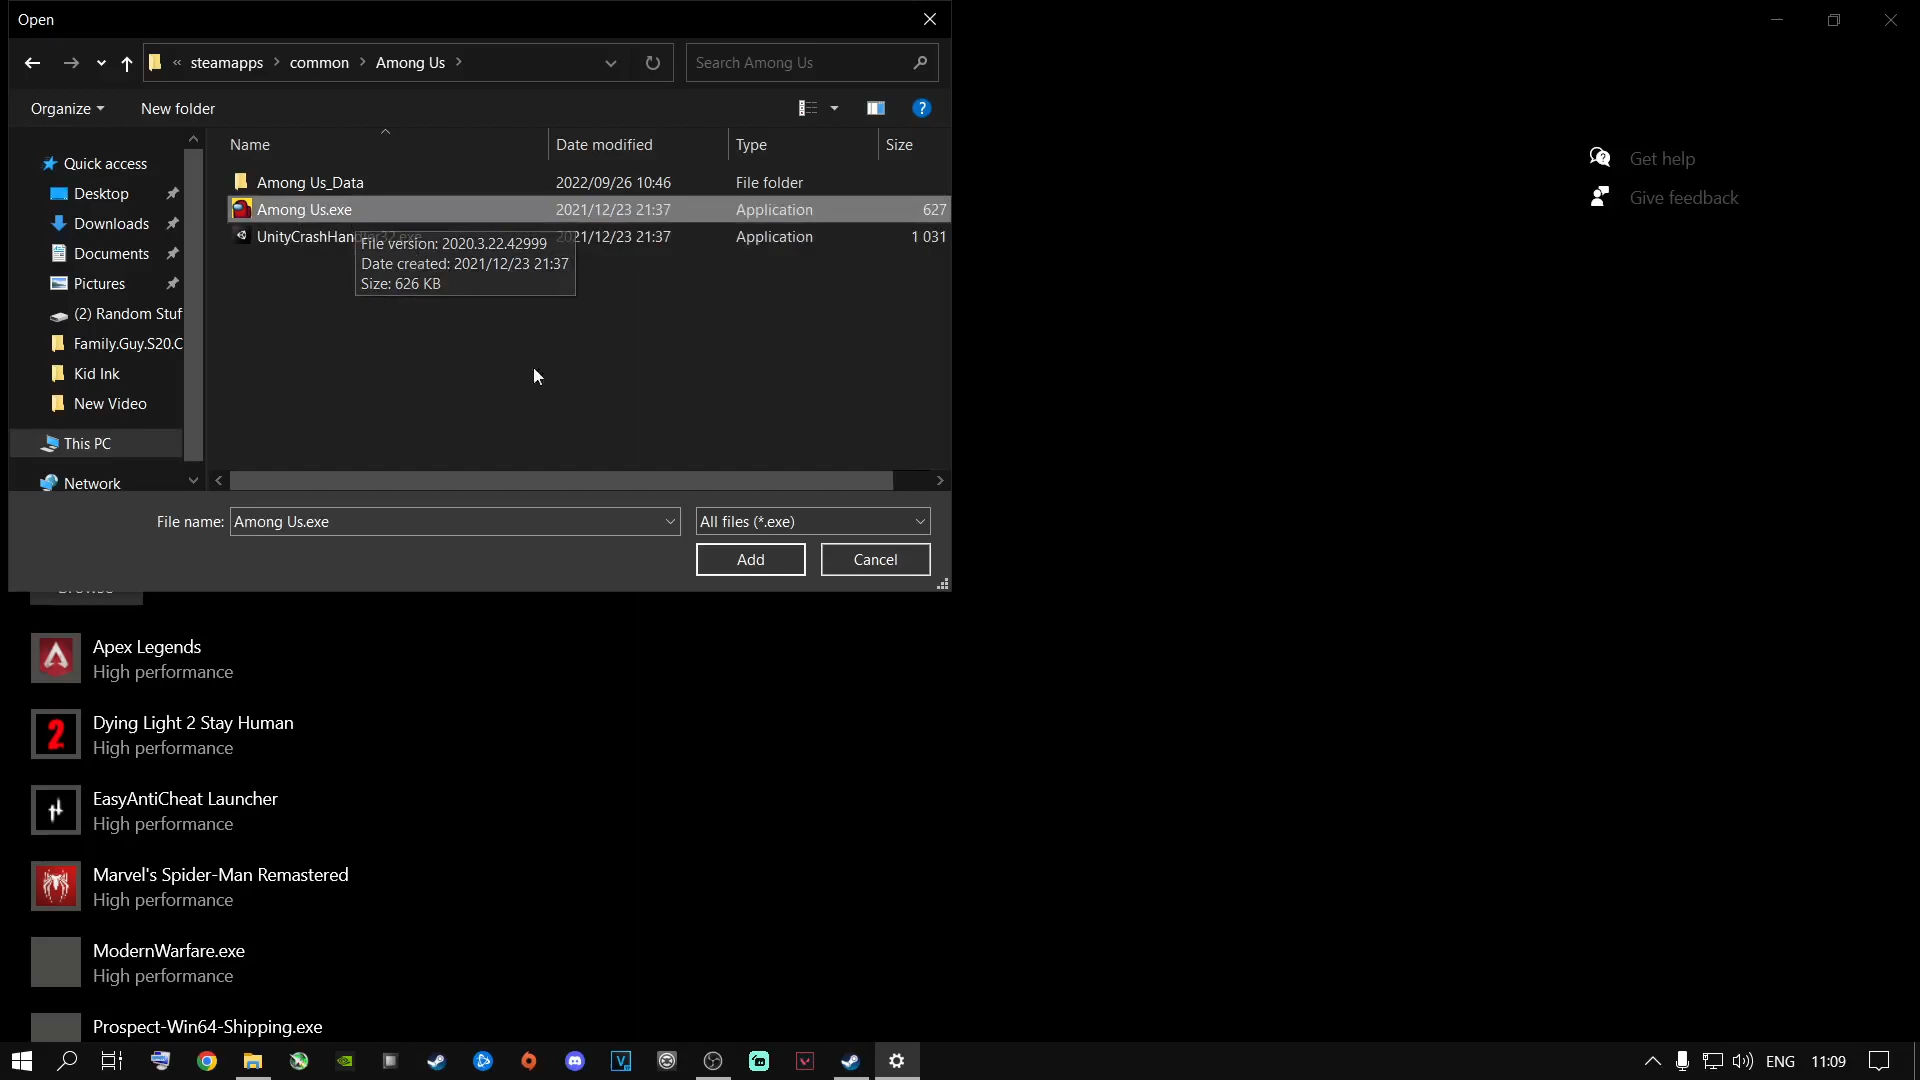 Open
« steamapps > common > Among Us >
Search Among Us
Organize
New folder
Name
Date modified
Type
Size
Quick access
Desktop
Downloads
Documents
Pictures
(2) Random Stuf
Family.Guy.S20.C
Kid Ink
New Video
This PC
Network
Among Us_Data 2022/09/26 10:46 File folder
Among Us.exe 2021/12/23 21:37 Application 627
UnityCrashHandler32.exe 2021/12/23 21:37 Application 1 031
File version: 2020.3.22.42999
Date created: 2021/12/23 21:37
Size: 626 KB
File name: Among Us.exe
All files (*.exe)
Add
Cancel
Get help
Give feedback
Browse
Apex Legends
High performance
Dying Light 2 Stay Human
High performance
EasyAntiCheat Launcher
High performance
Marvel's Spider-Man Remastered
High performance
ModernWarfare.exe
High performance
Prospect-Win64-Shipping.exe
ENG
11:09